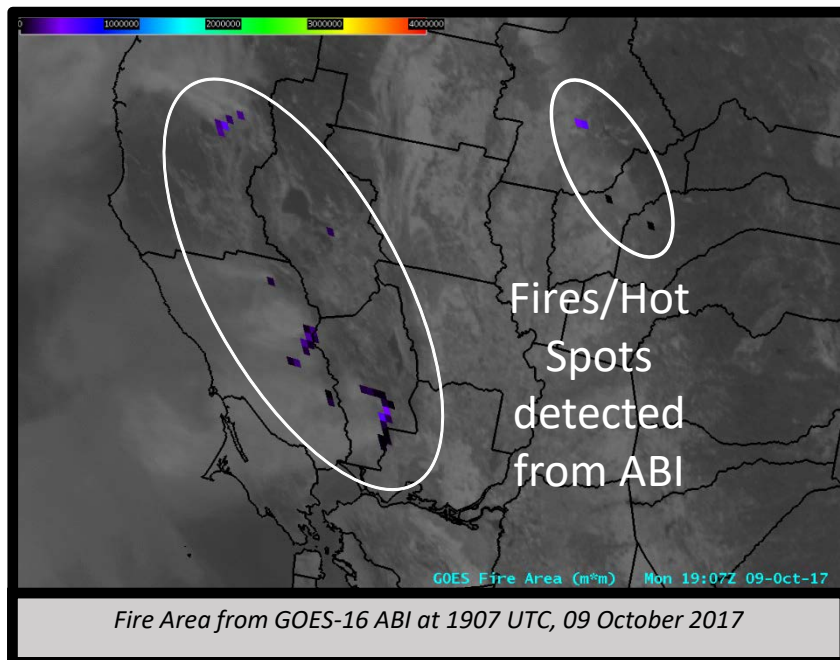 0 1000000 2000000 3000000 4000000
Fires/Hot
Spots
detected
from ABI
GOES Fire Area (m*m) Mon 19:07Z 09-Oct-17
Fire Area from GOES-16 ABI at 1907 UTC, 09 October 2017